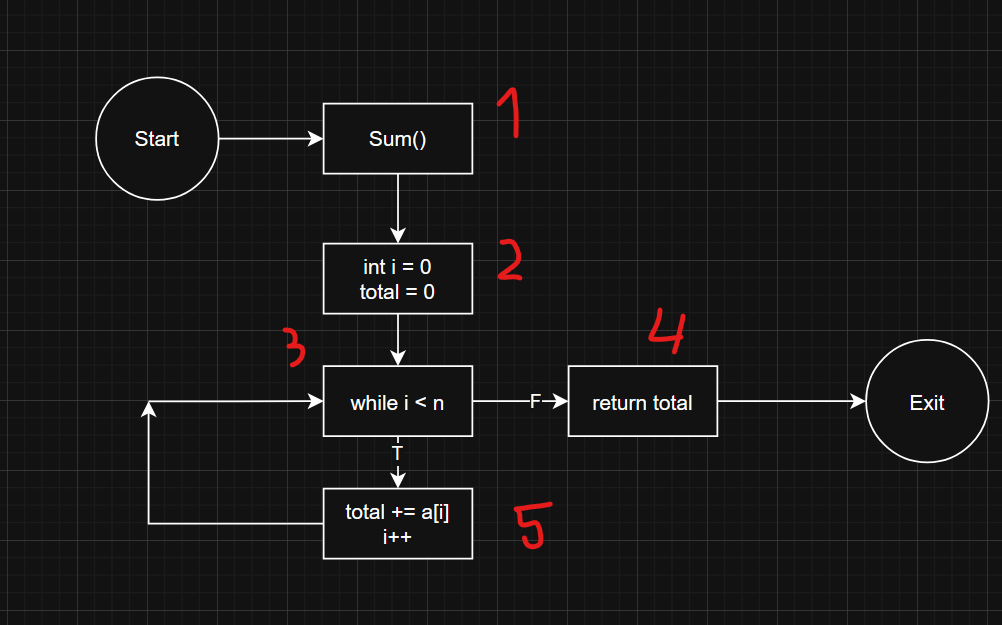 1
Start
Sum()
2
int i = 0
total = 0
3
4
while i < n
F
return total
Exit
T
total += a[i]
i++
5